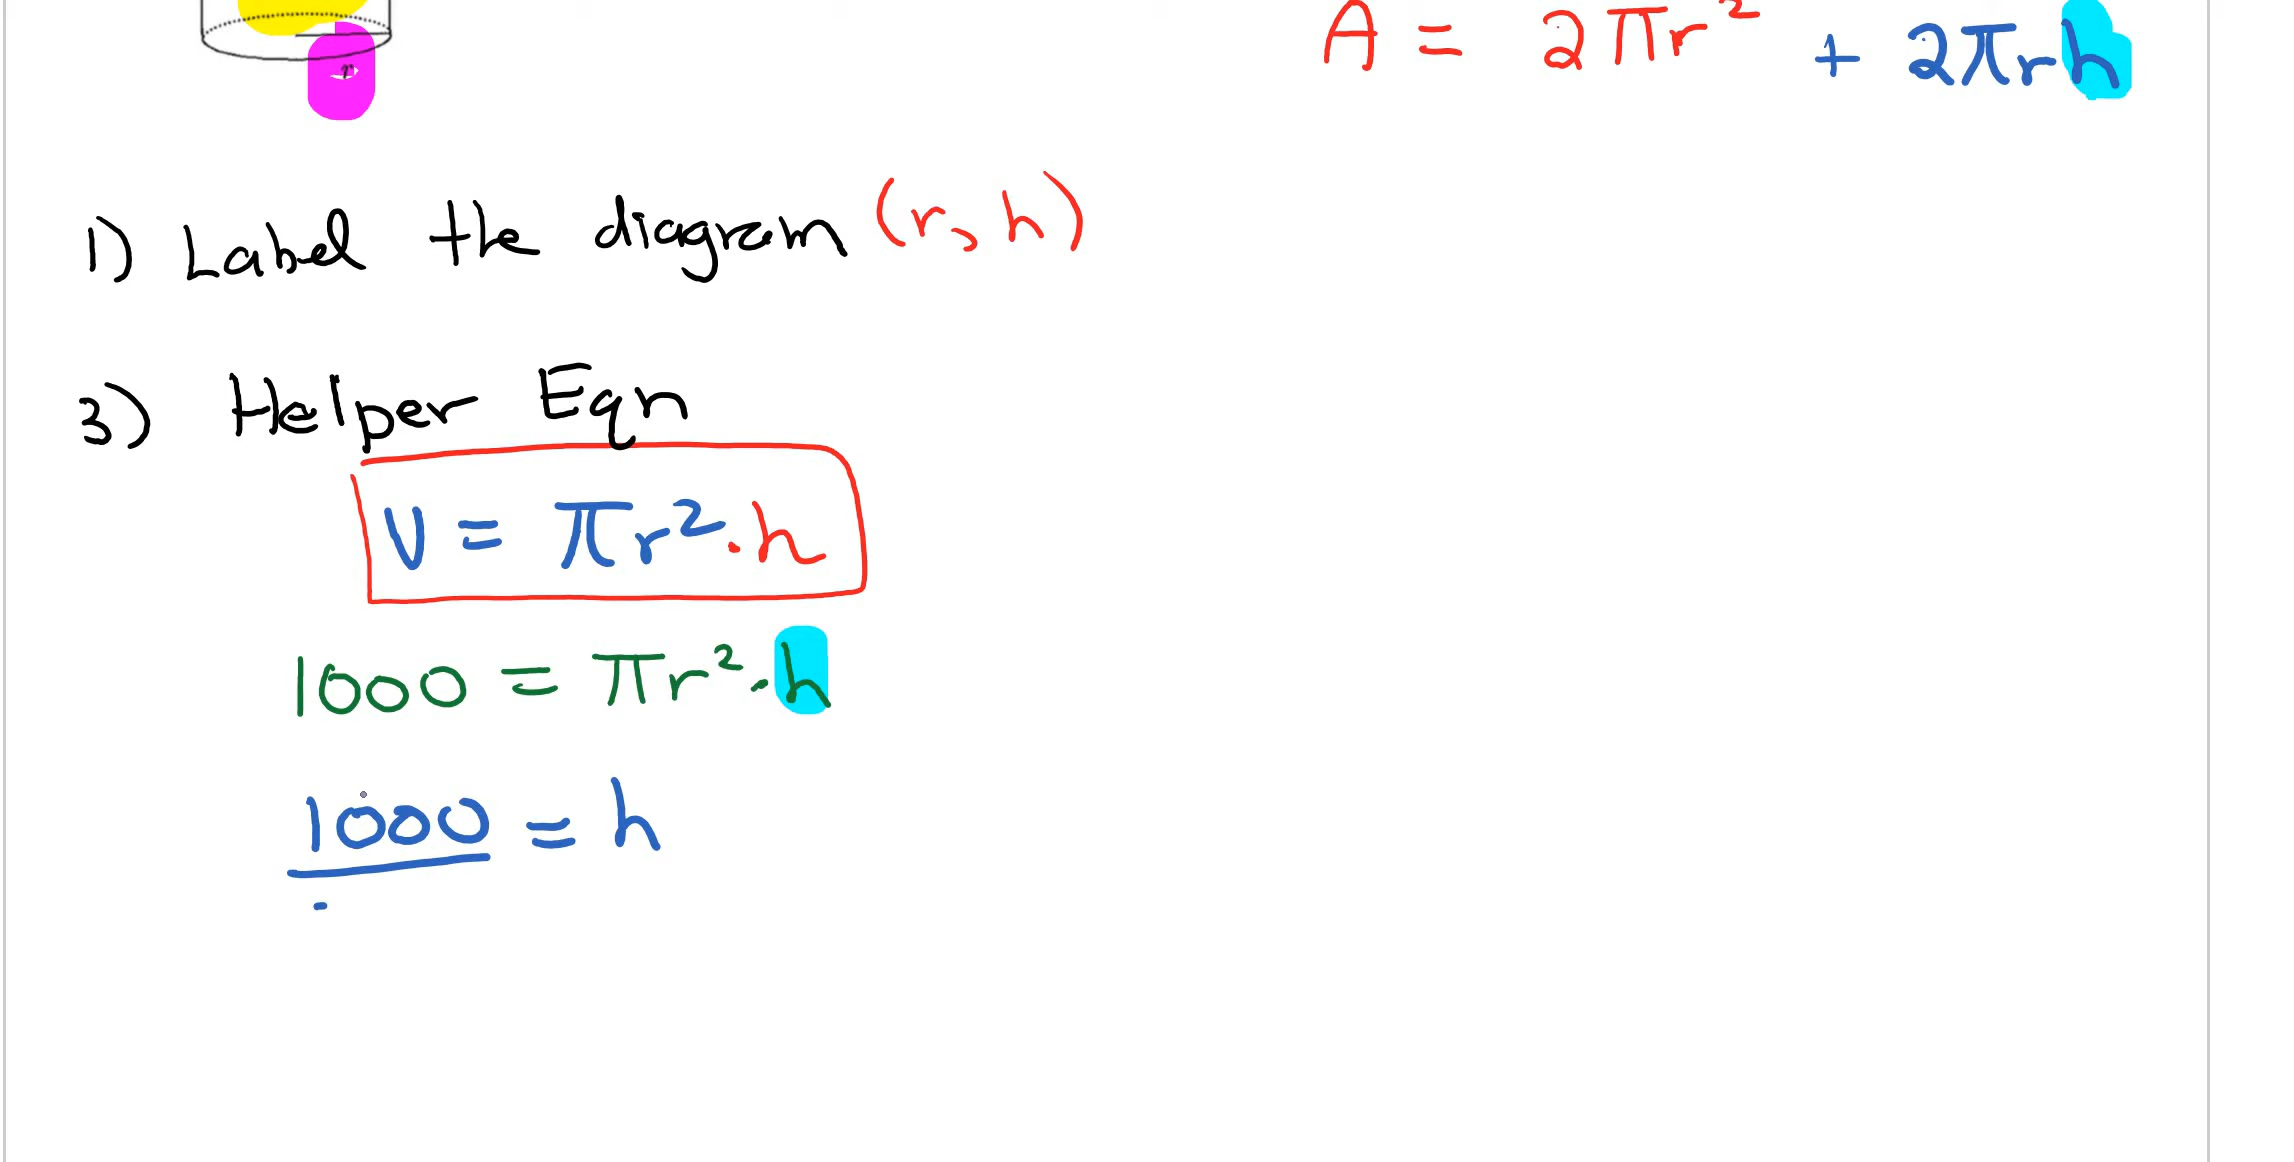 r
A = 2πr² + 2πrh
1) Label the diagram (r, h)
3) Helper Eqn
V = πr² · h
1000 = πr² · h
1000 = h